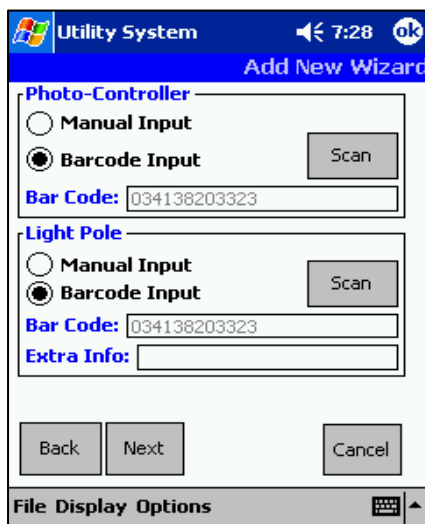 Utility System 7:28 ok
Add New Wizard
Photo-Controller
Manual Input
Barcode Input
Scan
Bar Code: 034138203323
Light Pole
Manual Input
Barcode Input
Scan
Bar Code: 034138203323
Extra Info:
Back Next Cancel
File Display Options